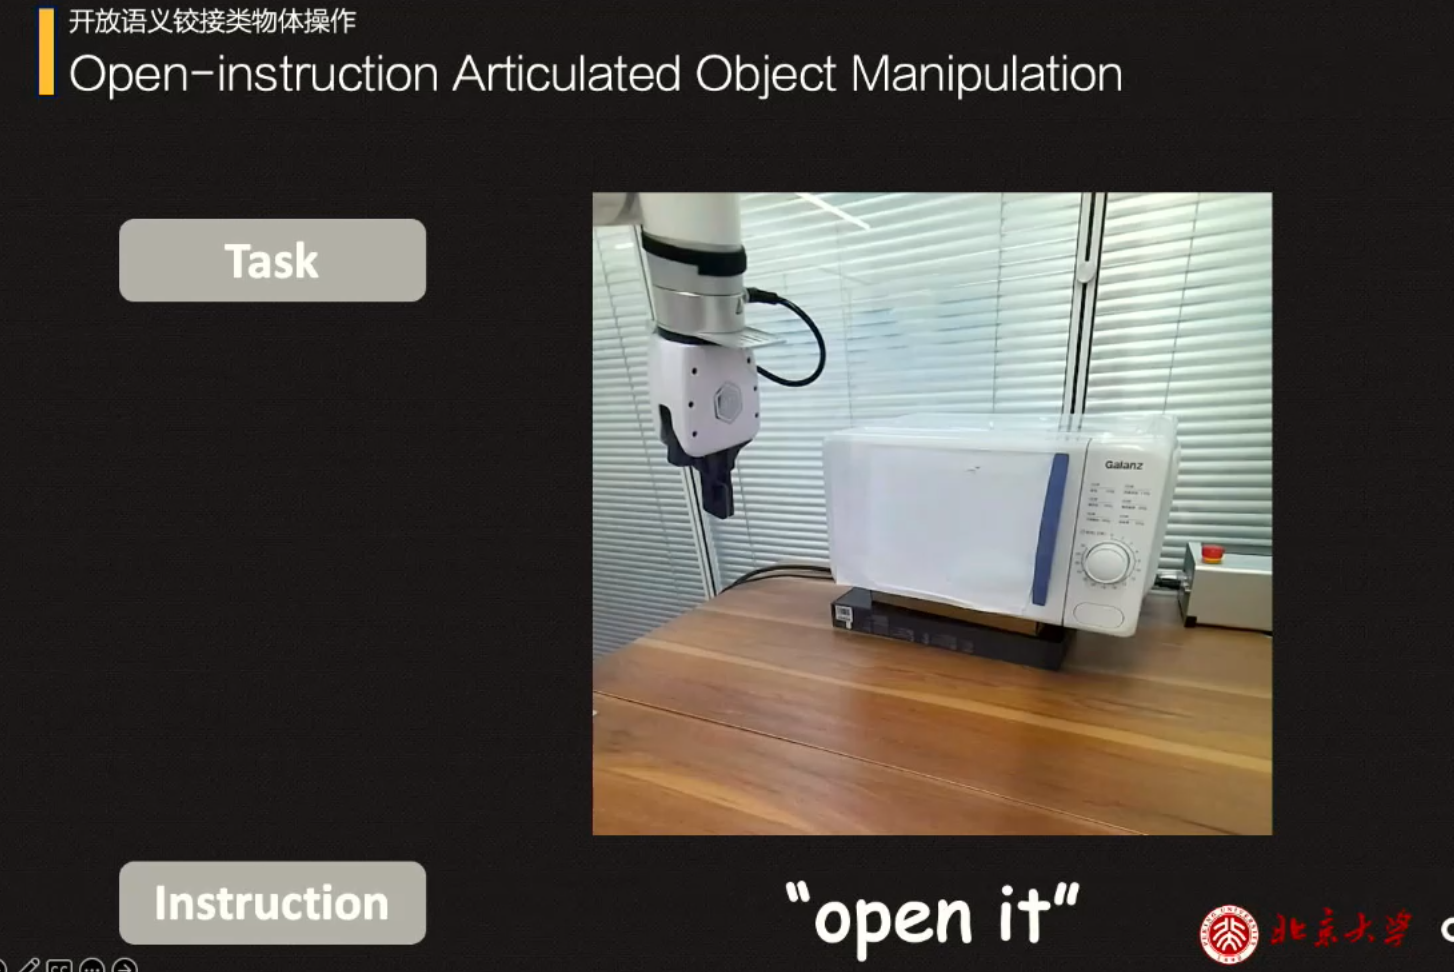 开放语义铰接类物体操作
Open-instruction Articulated Object Manipulation
Task
Galanz
Instruction
“open it”
北京大学